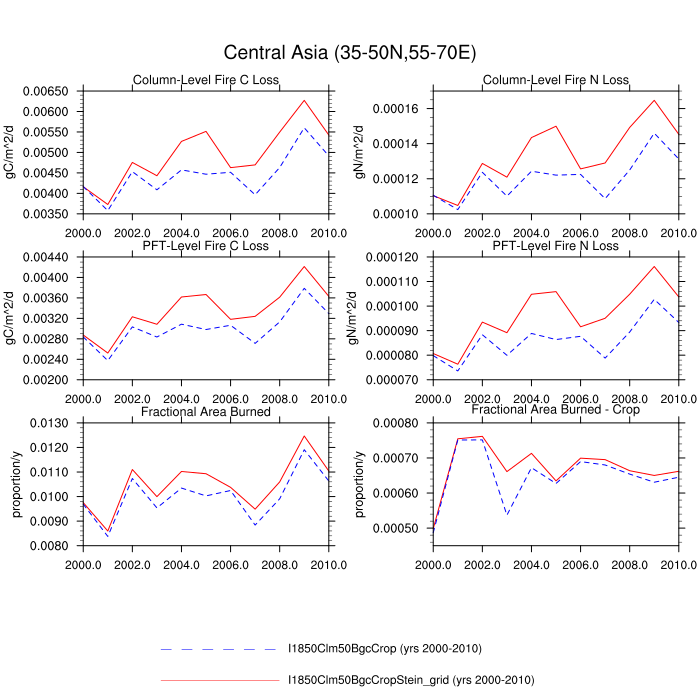 Central Asia (35-50N,55-70E)
Column-Level Fire C Loss
gC/m^2/d
0.00650
0.00600
0.00550
0.00500
0.00450
0.00400
0.00350
2000.0 2002.0 2004.0 2006.0 2008.0 2010.0
Column-Level Fire N Loss
gN/m^2/d
0.00016
0.00014
0.00012
0.00010
2000.0 2002.0 2004.0 2006.0 2008.0 2010.0
PFT-Level Fire C Loss
gC/m^2/d
0.00440
0.00400
0.00360
0.00320
0.00280
0.00240
0.00200
2000.0 2002.0 2004.0 2006.0 2008.0 2010.0
PFT-Level Fire N Loss
gN/m^2/d
0.000120
0.000110
0.000100
0.000090
0.000080
0.000070
2000.0 2002.0 2004.0 2006.0 2008.0 2010.0
Fractional Area Burned
proportion/y
0.0130
0.0120
0.0110
0.0100
0.0090
0.0080
2000.0 2002.0 2004.0 2006.0 2008.0 2010.0
Fractional Area Burned - Crop
proportion/y
0.00080
0.00070
0.00060
0.00050
2000.0 2002.0 2004.0 2006.0 2008.0 2010.0
I1850Clm50BgcCrop (yrs 2000-2010)
I1850Clm50BgcCropStein_grid (yrs 2000-2010)